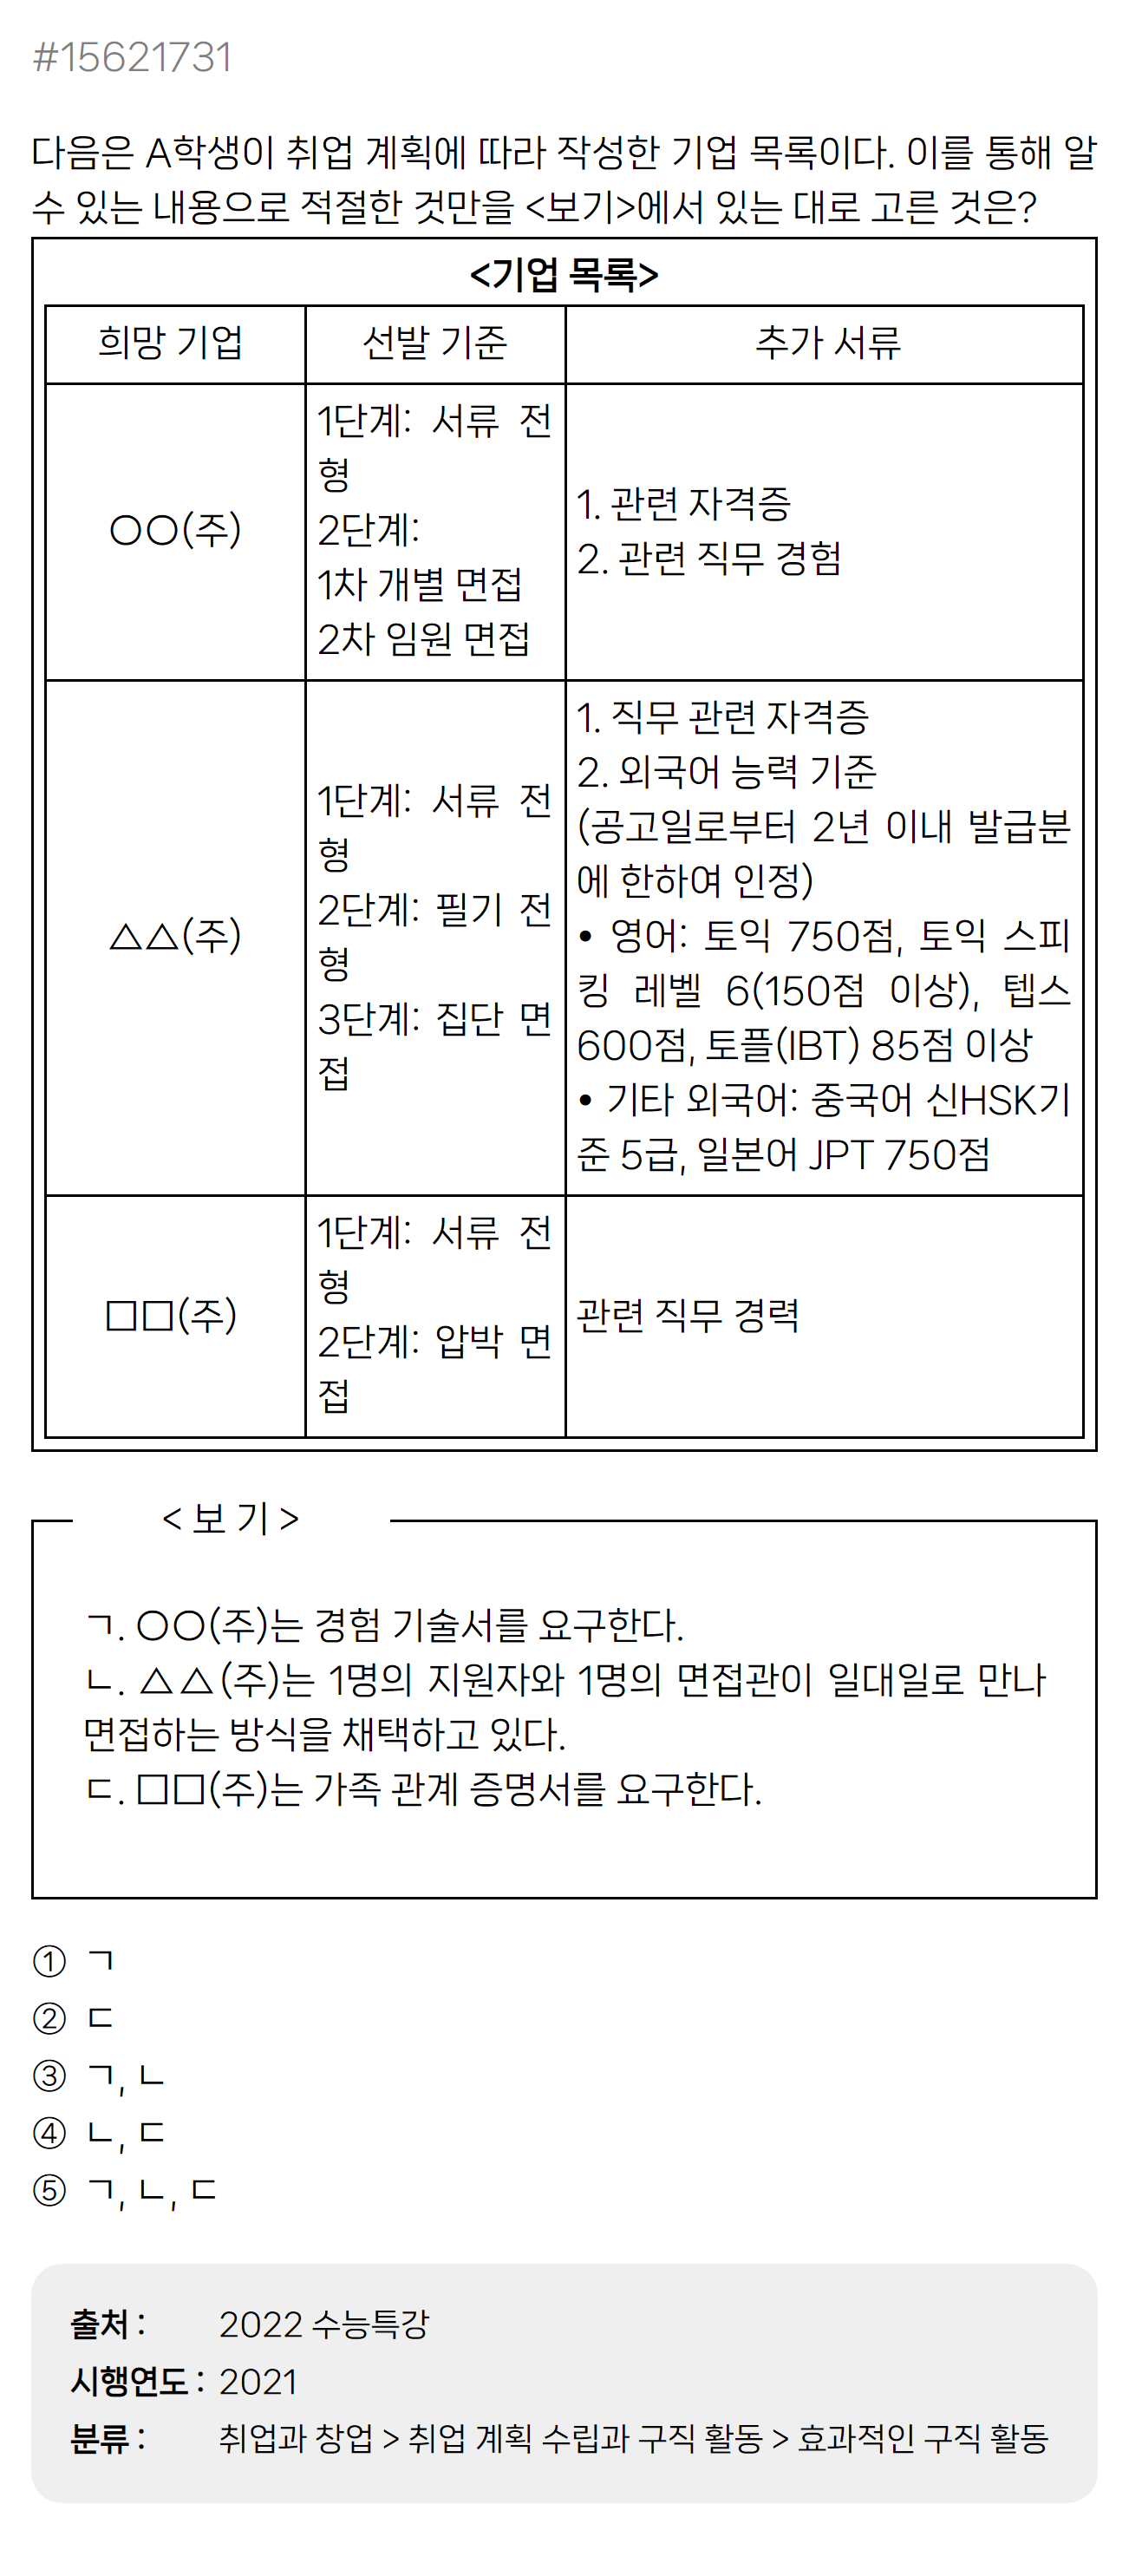 #15621731
다음은 A학생이 취업 계획에 따라 작성한 기업 목록이다. 이를 통해 알
수 있는 내용으로 적절한 것만을 <보기>에서 있는 대로 고른 것은?
<기업 목록>
희망 기업 선발 기준 추가 서류
○○(주)
1단계: 서류 전
형
2단계:
1차 개별 면접
2차 임원 면접
1. 관련 자격증
2. 관련 직무 경험
△△(주)
1단계: 서류 전
형
2단계: 필기 전
형
3단계: 집단 면
접
1. 직무 관련 자격증
2. 외국어 능력 기준
(공고일로부터 2년 이내 발급분
에 한하여 인정)
• 영어: 토익 750점, 토익 스피
킹 레벨 6(150점 이상), 텝스
600점, 토플(IBT) 85점 이상
• 기타 외국어: 중국어 신HSK기
준 5급, 일본어 JPT 750점
□□(주)
1단계: 서류 전
형
2단계: 압박 면
접
관련 직무 경력
< 보 기 >
ㄱ. ○○(주)는 경험 기술서를 요구한다.
ㄴ. △△(주)는 1명의 지원자와 1명의 면접관이 일대일로 만나
면접하는 방식을 채택하고 있다.
ㄷ. □□(주)는 가족 관계 증명서를 요구한다.
① ㄱ
② ㄷ
③ ㄱ, ㄴ
④ ㄴ, ㄷ
⑤ ㄱ, ㄴ, ㄷ
출처 : 2022 수능특강
시행연도 : 2021
분류 : 취업과 창업 > 취업 계획 수립과 구직 활동 > 효과적인 구직 활동